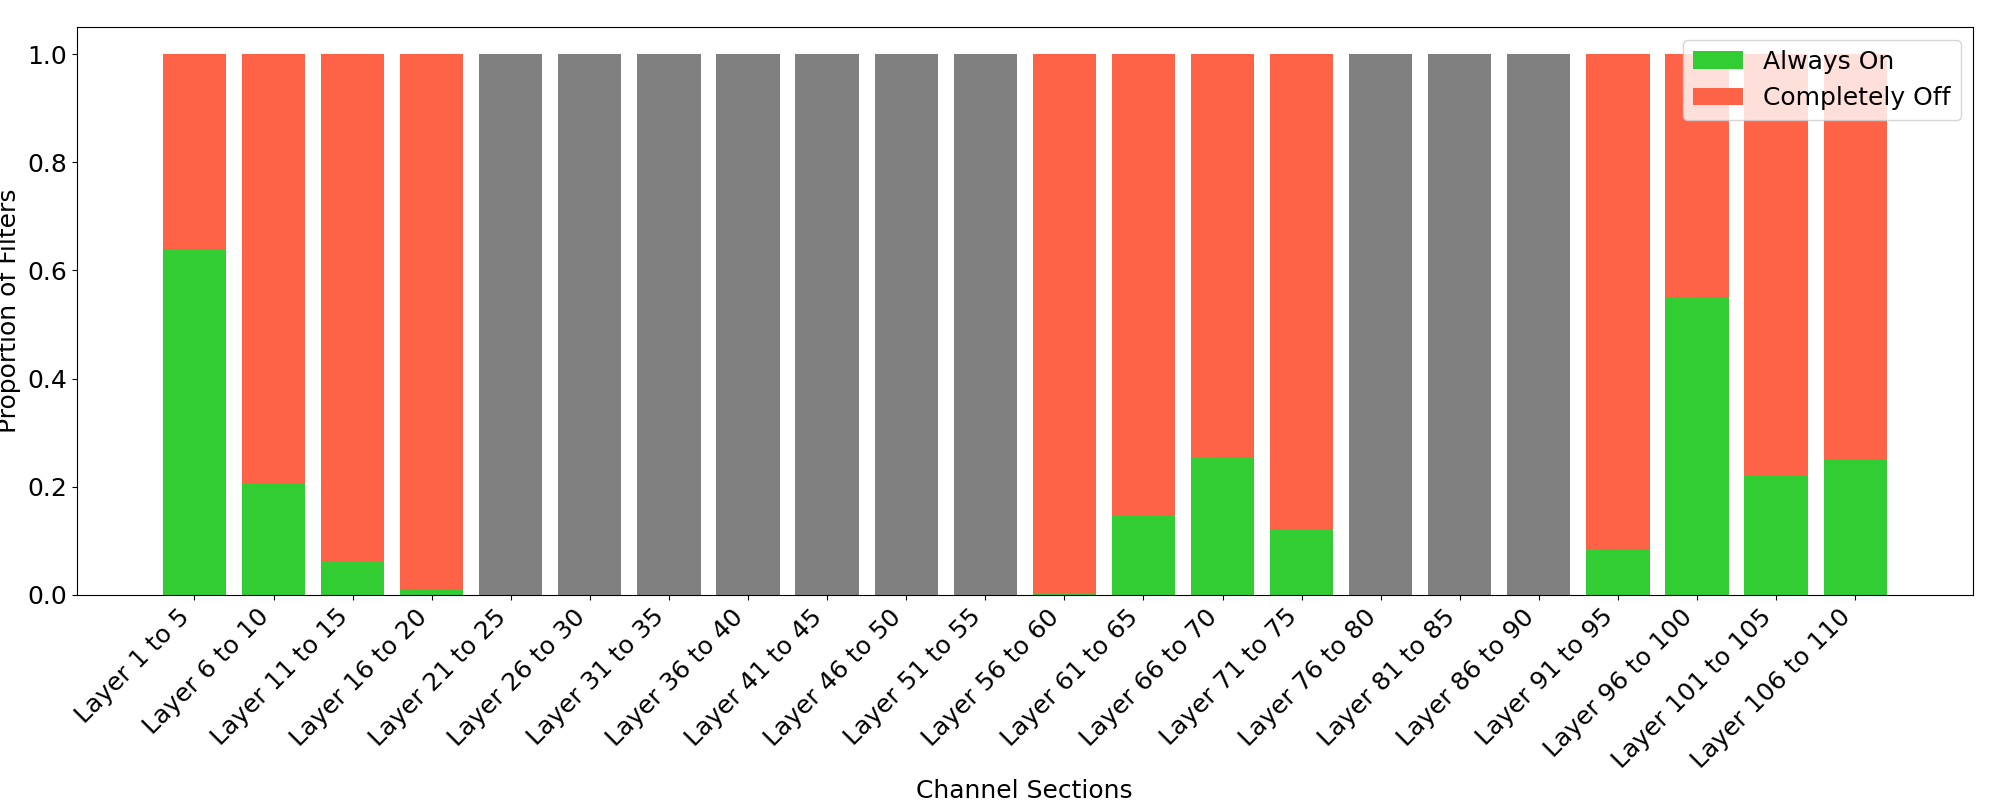 Always On
Completely Off
1.0
0.8
0.6
0.4
0.2
0.0
Proportion of Filters
Layer 1 to 5
Layer 6 to 10
Layer 11 to 15
Layer 16 to 20
Layer 21 to 25
Layer 26 to 30
Layer 31 to 35
Layer 36 to 40
Layer 41 to 45
Layer 46 to 50
Layer 51 to 55
Layer 56 to 60
Layer 61 to 65
Layer 66 to 70
Layer 71 to 75
Layer 76 to 80
Layer 81 to 85
Layer 86 to 90
Layer 91 to 95
Layer 96 to 100
Layer 101 to 105
Layer 106 to 110
Channel Sections